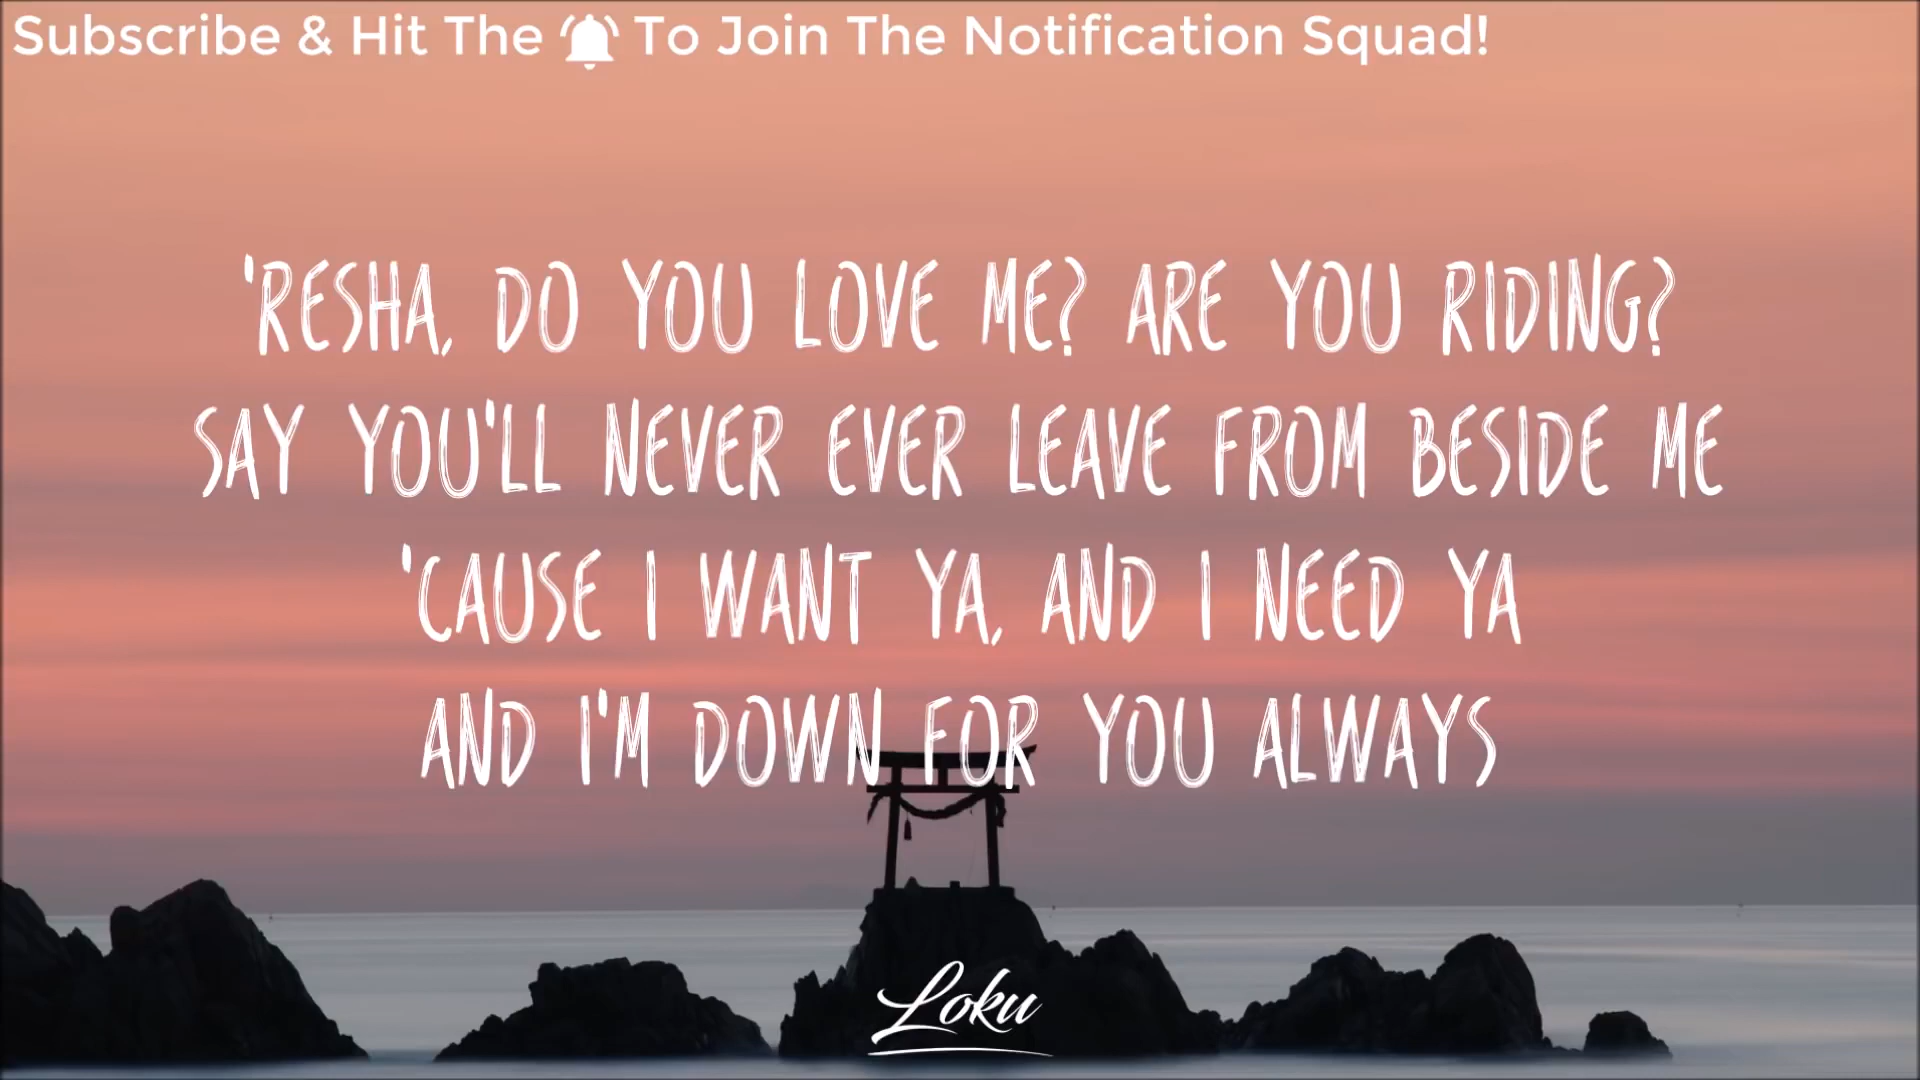 Subscribe & Hit The 🔔 To Join The Notification Squad!
'RESHA, DO YOU LOVE ME? ARE YOU RIDING?
SAY YOU'LL NEVER EVER LEAVE FROM BESIDE ME
'CAUSE I WANT YA, AND I NEED YA
AND I'M DOWN FOR YOU ALWAYS
Loku